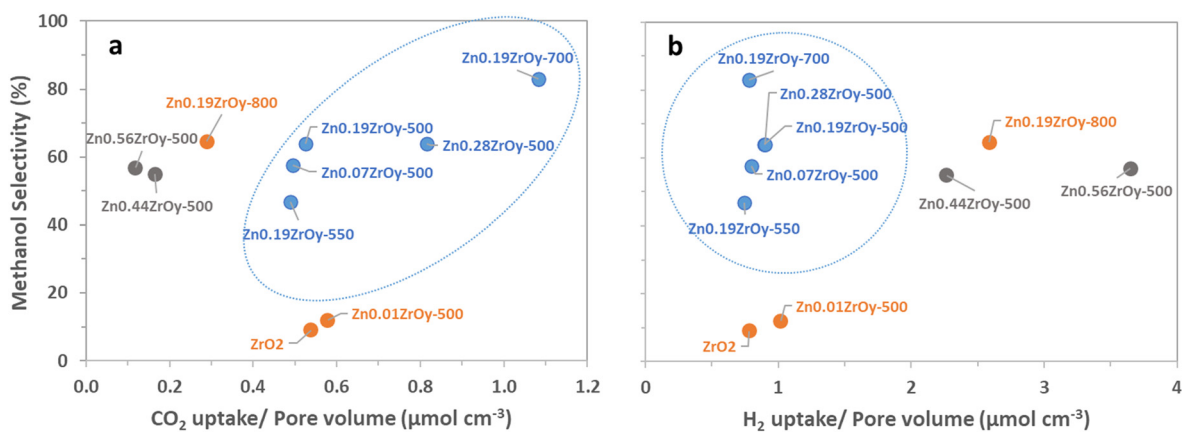 a
Methanol Selectivity (%)
100
80
60
40
20
0
Zn0.19ZrOy-700
Zn0.19ZrOy-800
Zn0.56ZrOy-500
Zn0.19ZrOy-500
Zn0.28ZrOy-500
Zn0.07ZrOy-500
Zn0.44ZrOy-500
Zn0.19ZrOy-550
Zn0.01ZrOy-500
ZrO2
0.0 0.2 0.4 0.6 0.8 1.0 1.2
CO₂ uptake/ Pore volume (μmol cm⁻³)
b
Zn0.19ZrOy-700
Zn0.28ZrOy-500
Zn0.19ZrOy-500
Zn0.19ZrOy-800
Zn0.07ZrOy-500
Zn0.44ZrOy-500
Zn0.56ZrOy-500
Zn0.19ZrOy-550
Zn0.01ZrOy-500
ZrO2
0 1 2 3 4
H₂ uptake/ Pore volume (μmol cm⁻³)